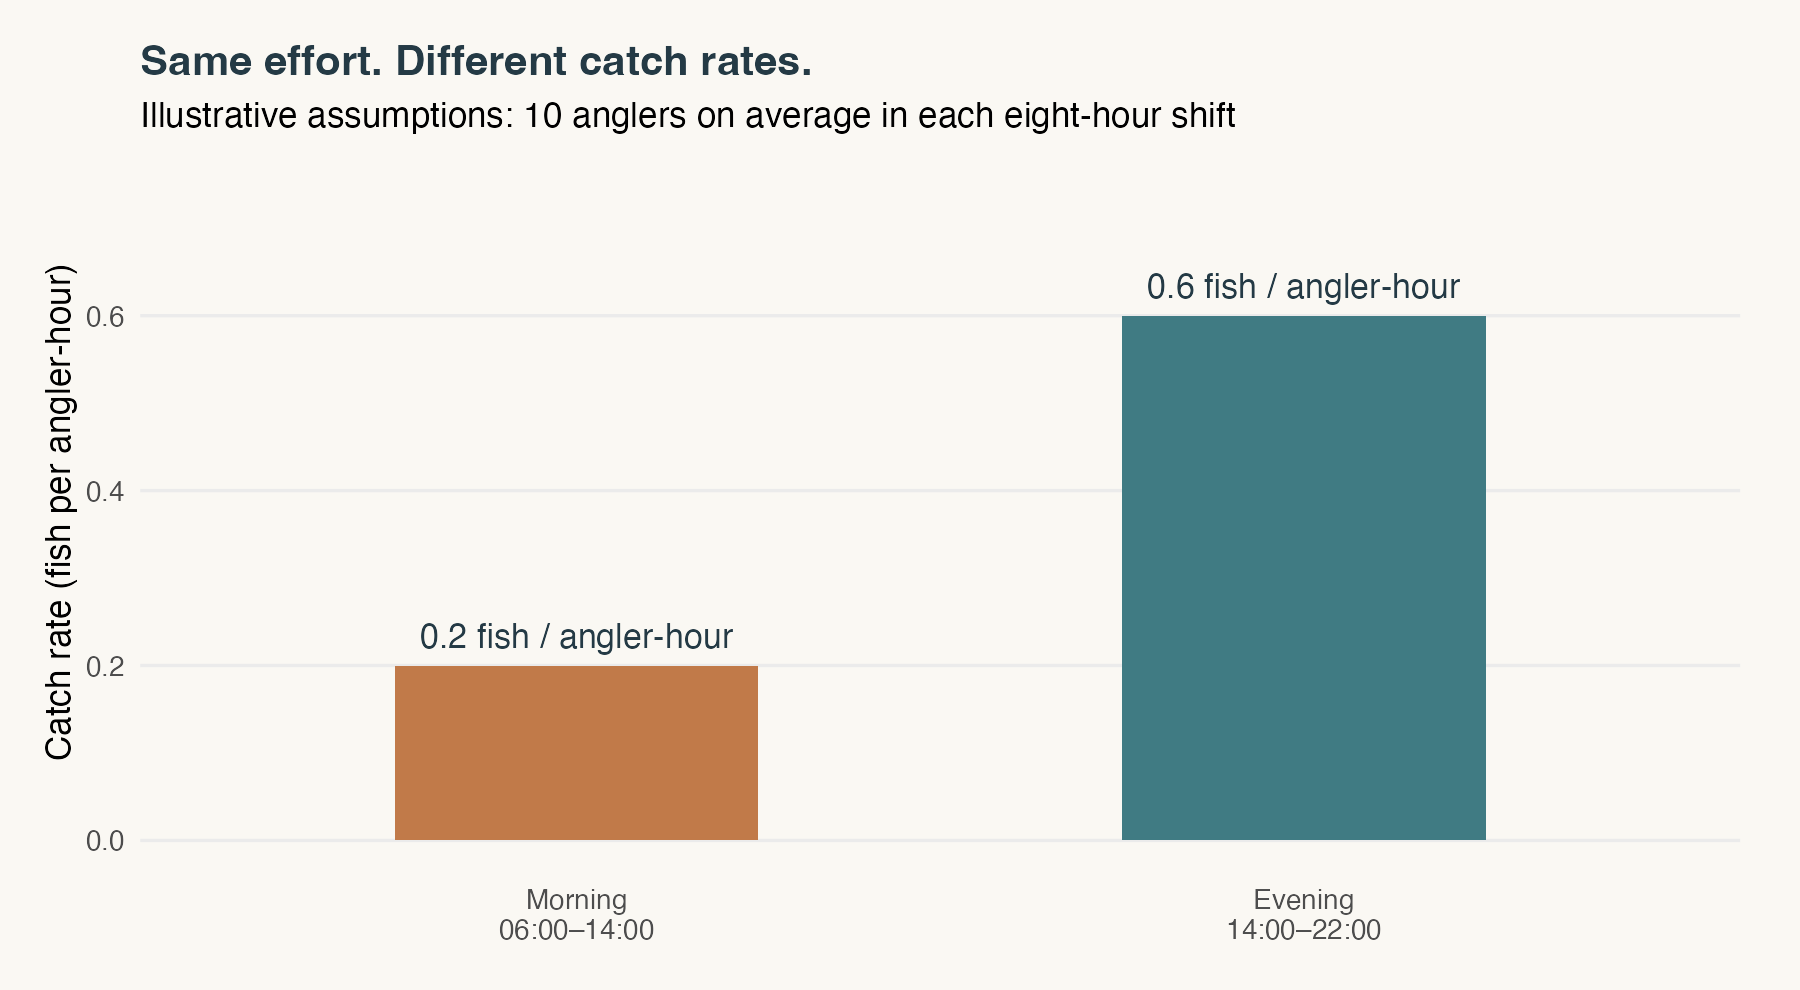 Same effort. Different catch rates.
Illustrative assumptions: 10 anglers on average in each eight-hour shift
Catch rate (fish per angler-hour)
0.6
0.4
0.2
0.0
0.2 fish / angler-hour
0.6 fish / angler-hour
Morning
06:00–14:00
Evening
14:00–22:00